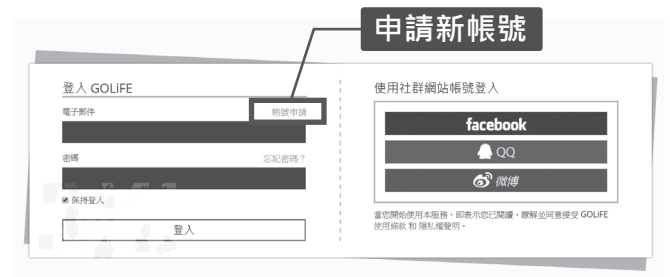 申請新帳號
登入 GOLiFE
電子郵件
帳號申請
密碼
忘記密碼？
保持登入
登入
使用社群網站帳號登入
facebook
QQ
微博
當您開始使用本服務，即表示您已閱讀、瞭解並同意接受 GOLiFE
使用條款 和 隱私權聲明。